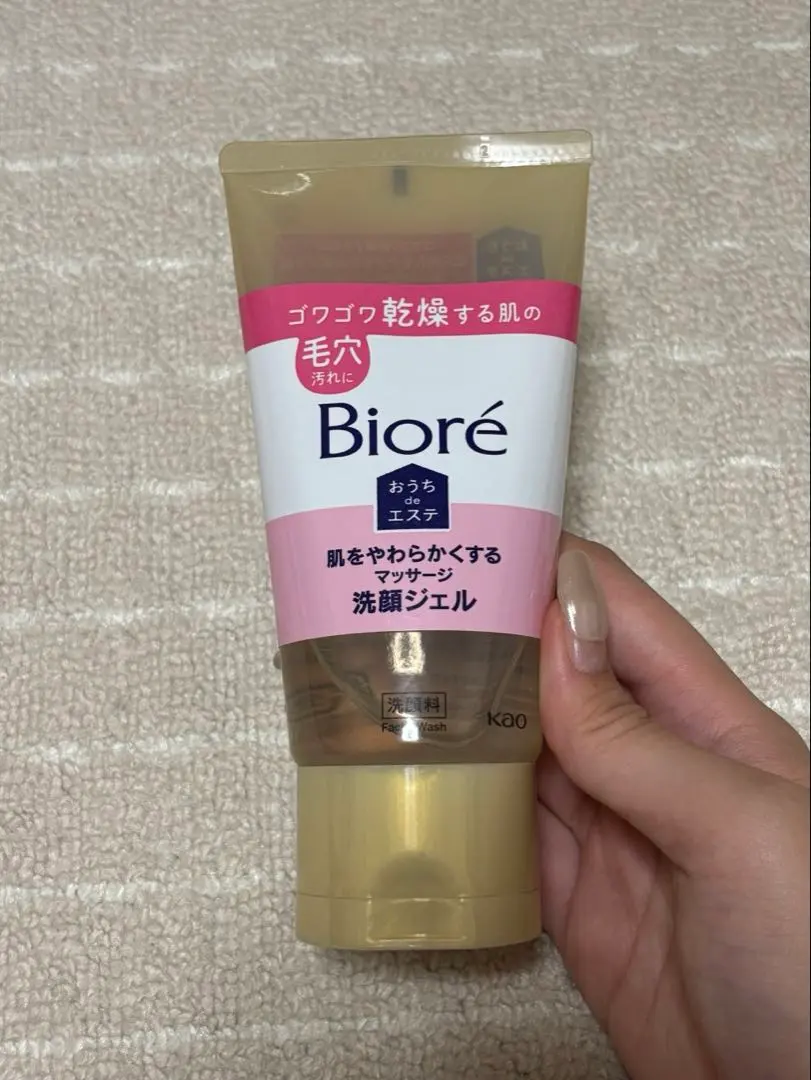 ゴワゴワ乾燥する肌の
毛穴
汚れに
Bioré
おうち
de
エステ
肌をやわらかくする
マッサージ
洗顔ジェル
洗顔料
Face Wash
Kao